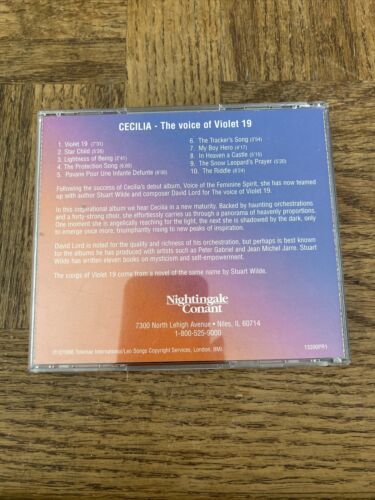 CECILIA - The voice of Violet 19
1. Violet 19
2. Star Child
3. Lightness of Being
4. The Protection Song
5. Pavane Pour Une Infante Defunte
6. The Tracker's Song
7. My Boy Hero
8. In Heaven a Castle
9. The Snow Leopard's Prayer
10. The Riddle
Following the success of Cecilia's debut album, Voice of the Feminine Spirit, she has now teamed
up with author Stuart Wilde and composer David Lord for The voice of Violet 19.
In this inspirational album we hear Cecilia in a new maturity. Backed by haunting orchestrations
and a forty-strong choir, she effortlessly carries us through a panorama of heavenly proportions.
One moment she is angelically reaching for the light, the next she is shadowed by the dark, only
to emerge once more, triumphantly rising to new peaks of inspiration.
David Lord is noted for the quality and richness of his orchestration, but perhaps is best known
for the albums he has produced with artists such as Peter Gabriel and Jean Michel Jarre. Stuart
Wilde has written eleven books on mysticism and self-empowerment.
The songs of Violet 19 come from a novel of the same name by Stuart Wilde.
Nightingale
Conant
7300 North Lehigh Avenue • Niles, IL 60714
1-800-525-9000
International/Leo Songs Copyright Services, London. BMI.